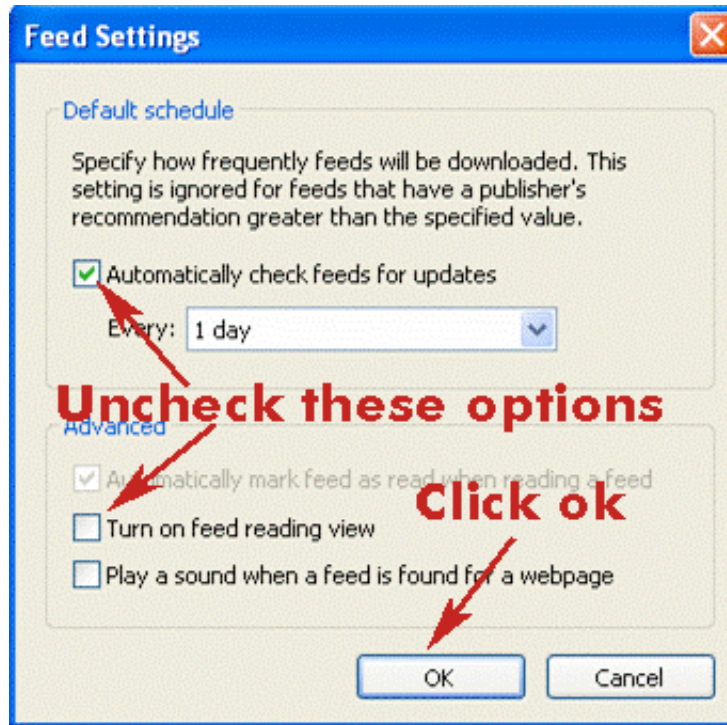 Feed Settings
Default schedule
Specify how frequently feeds will be downloaded. This
setting is ignored for feeds that have a publisher's
recommendation greater than the specified value.
Automatically check feeds for updates
Every: 1 day
Uncheck these options
Advanced
Automatically mark feed as read when reading a feed
Click ok
Turn on feed reading view
Play a sound when a feed is found for a webpage
OK Cancel